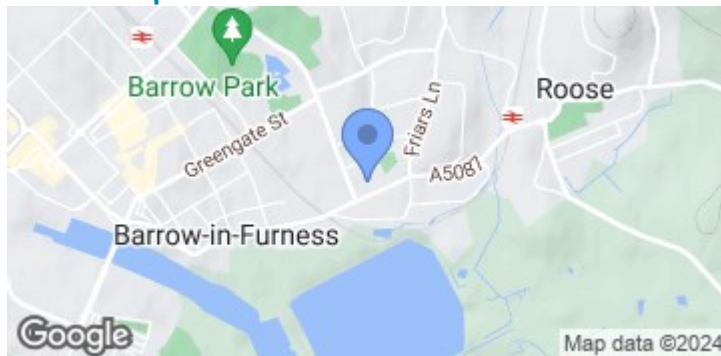 Barrow Park
Roose
Greengate St
Friars Ln
A5087
Barrow-in-Furness
Google
Map data ©2024